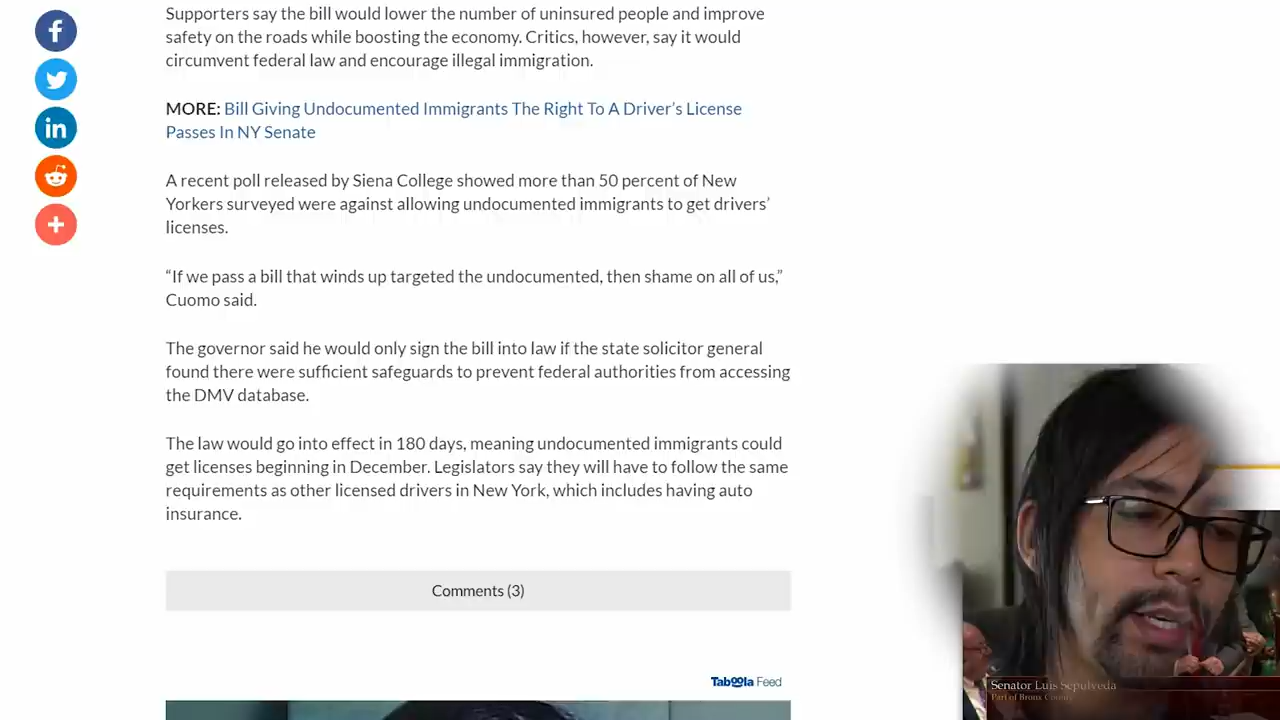 Supporters say the bill would lower the number of uninsured people and improve
safety on the roads while boosting the economy. Critics, however, say it would
circumvent federal law and encourage illegal immigration.
MORE: Bill Giving Undocumented Immigrants The Right To A Driver’s License
Passes In NY Senate
A recent poll released by Siena College showed more than 50 percent of New
Yorkers surveyed were against allowing undocumented immigrants to get drivers’
licenses.
“If we pass a bill that winds up targeted the undocumented, then shame on all of us,”
Cuomo said.
The governor said he would only sign the bill into law if the state solicitor general
found there were sufficient safeguards to prevent federal authorities from accessing
the DMV database.
The law would go into effect in 180 days, meaning undocumented immigrants could
get licenses beginning in December. Legislators say they will have to follow the same
requirements as other licensed drivers in New York, which includes having auto
insurance.
Comments (3)
Taboola Feed
Senator Luis Sepulveda
Part of Bronx County